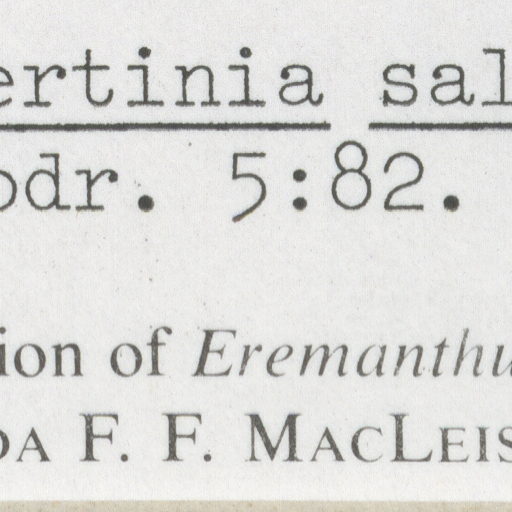 ertinia sal
odr. 5:82.
ion of Eremanthu
DA F. F. MACLEIS